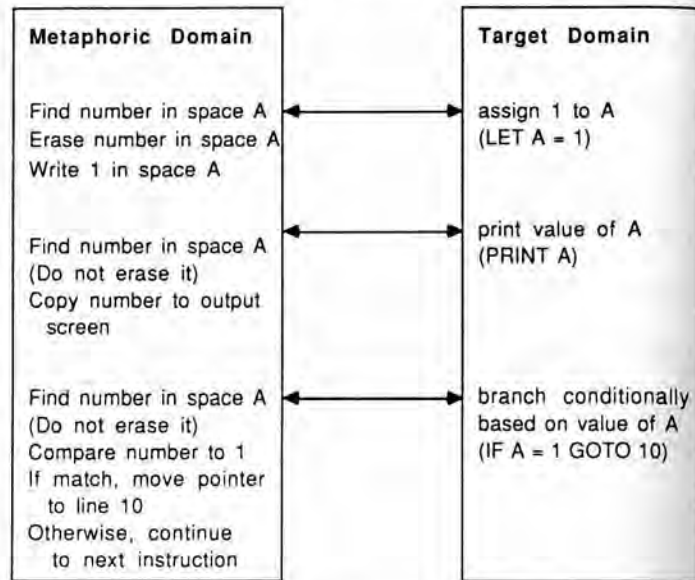 Metaphoric Domain
Find number in space A
Erase number in space A
Write 1 in space A
Find number in space A
(Do not erase it)
Copy number to output
screen
Find number in space A
(Do not erase it)
Compare number to 1
If match, move pointer
to line 10
Otherwise, continue
to next instruction
Target Domain
assign 1 to A
(LET A = 1)
print value of A
(PRINT A)
branch conditionally
based on value of A
(IF A = 1 GOTO 10)